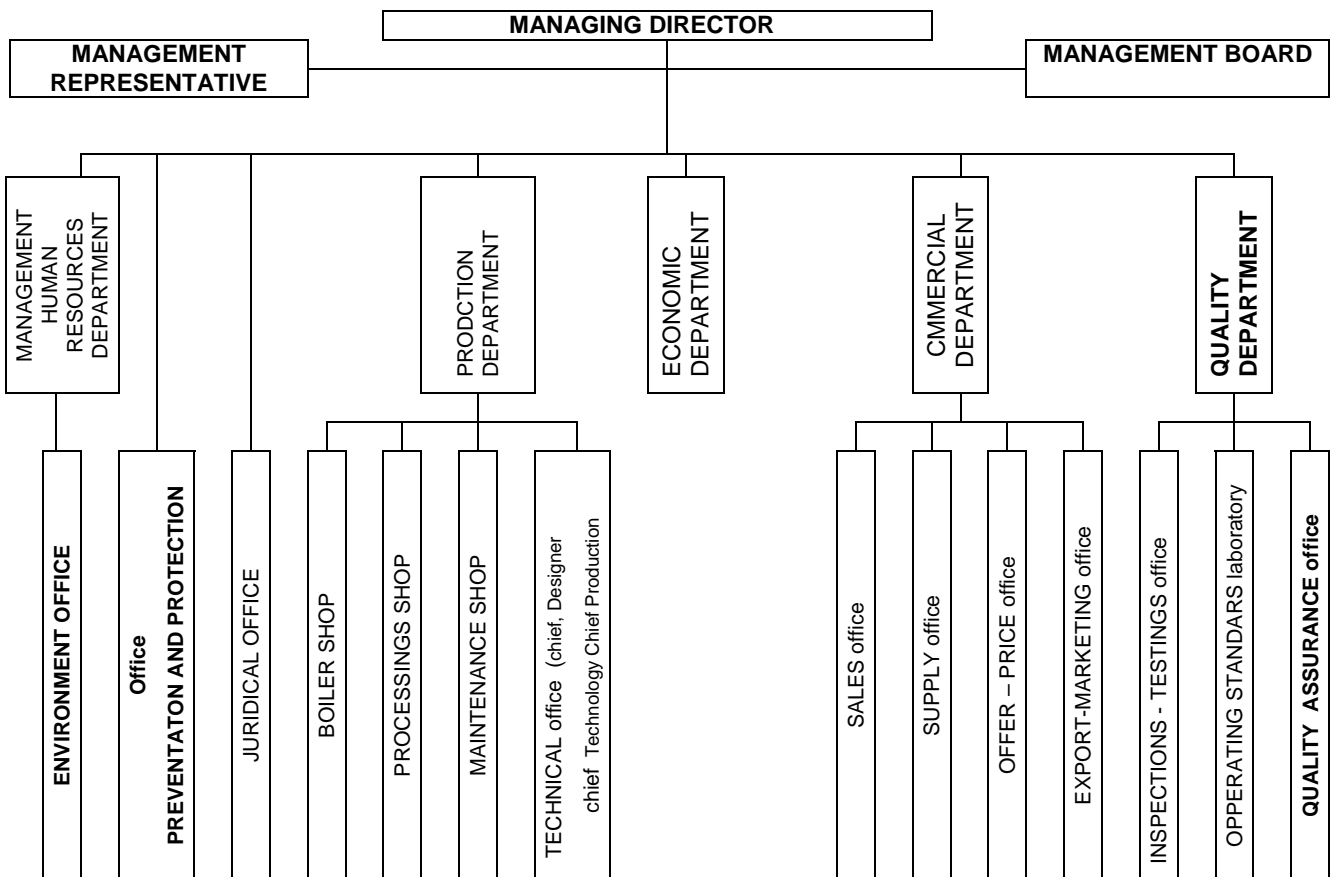 MANAGING DIRECTOR
MANAGEMENT
REPRESENTATIVE
MANAGEMENT BOARD
MANAGEMENT
HUMAN
RESOURCES
DEPARTMENT
PRODCTION
DEPARTMENT
ECONOMIC
DEPARTMENT
CMMERCIAL
DEPARTMENT
QUALITY
DEPARTMENT
ENVIRONMENT OFFICE
Office
PREVENTATON AND PROTECTION
JURIDICAL OFFICE
BOILER SHOP
PROCESSINGS SHOP
MAINTENANCE SHOP
TECHNICAL office (chief, Designer
chief Technology Chief Production
SALES office
SUPPLY office
OFFER – PRICE office
EXPORT-MARKETING office
INSPECTIONS - TESTINGS office
OPPERATING STANDARS laboratory
QUALITY ASSURANCE office